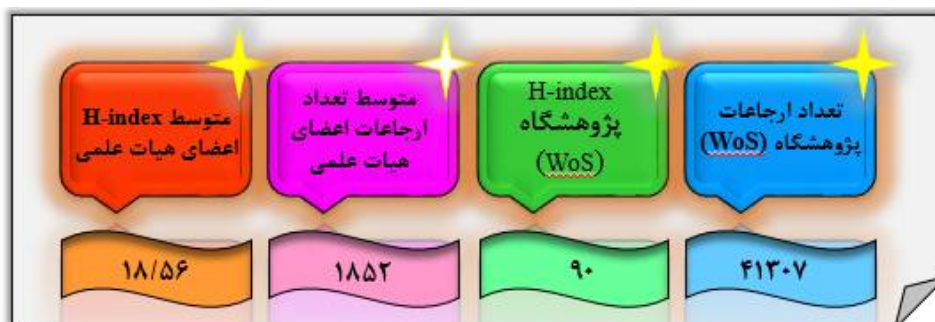 تعداد ارجاعات
پژوهشگاه (WoS)
H-index
پژوهشگاه
(WoS)
متوسط تعداد
ارجاعات اعضای
هیات علمی
متوسط H-index
اعضای هیات علمی
۴۱۳۰۷
۹۰
۱۸۵۲
۱۸/۵۶